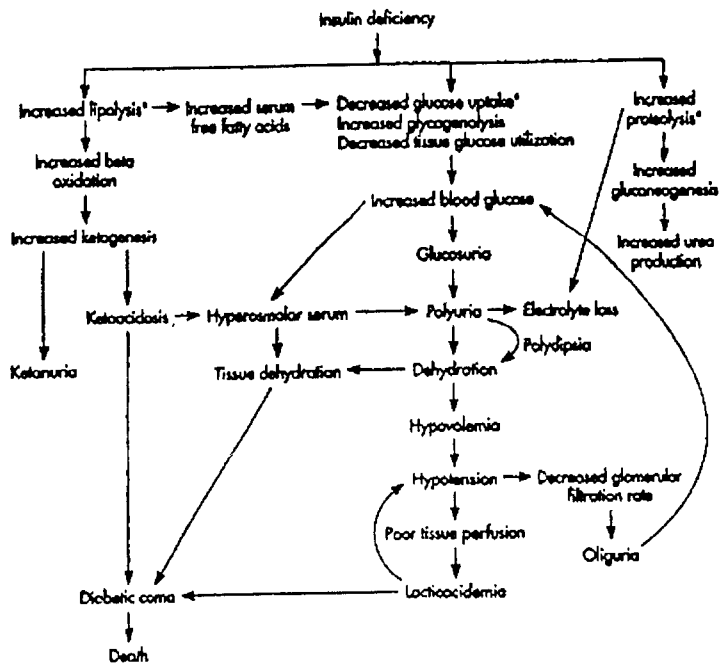 Insulin deficiency
Increased lipolysis*
Increased serum
free fatty acids
Decreased glucose uptake*
Increased glycogenolysis
Decreased tissue glucose utilization
Increased
proteolysis*
Increased beta
oxidation
Increased
gluconeogenesis
Increased blood glucose
Increased ketogenesis
Increased urea
production
Glucosuria
Ketoacidosis
Hyperosmolar serum
Polyuria
Electrolyte loss
Polydipsia
Ketonuria
Tissue dehydration
Dehydration
Hypovolemia
Hypotension
Decreased glomerular
filtration rate
Poor tissue perfusion
Oliguria
Diabetic coma
Lacticacidemia
Death